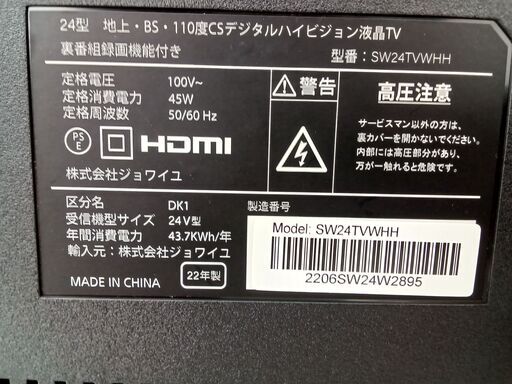 24型 地上・BS・110度CSデジタルハイビジョン液晶TV
裏番組録画機能付き
型番：SW24TVWHH
定格電圧 100V~
定格消費電力 45W
定格周波数 50/60 Hz
PS
E
HDMI
株式会社ジョワイユ
警告
高圧注意
サービスマン以外の方は、
裏カバーを開かないでください。
内部には高圧部分があり、
万が一触れると危険です。
区分名 DK1
受信機型サイズ 24V型
年間消費電力 43.7KWh/年
輸入元：株式会社ジョワイユ
MADE IN CHINA
22年製
製造番号
Model: SW24TVWHH
2206SW24W2895